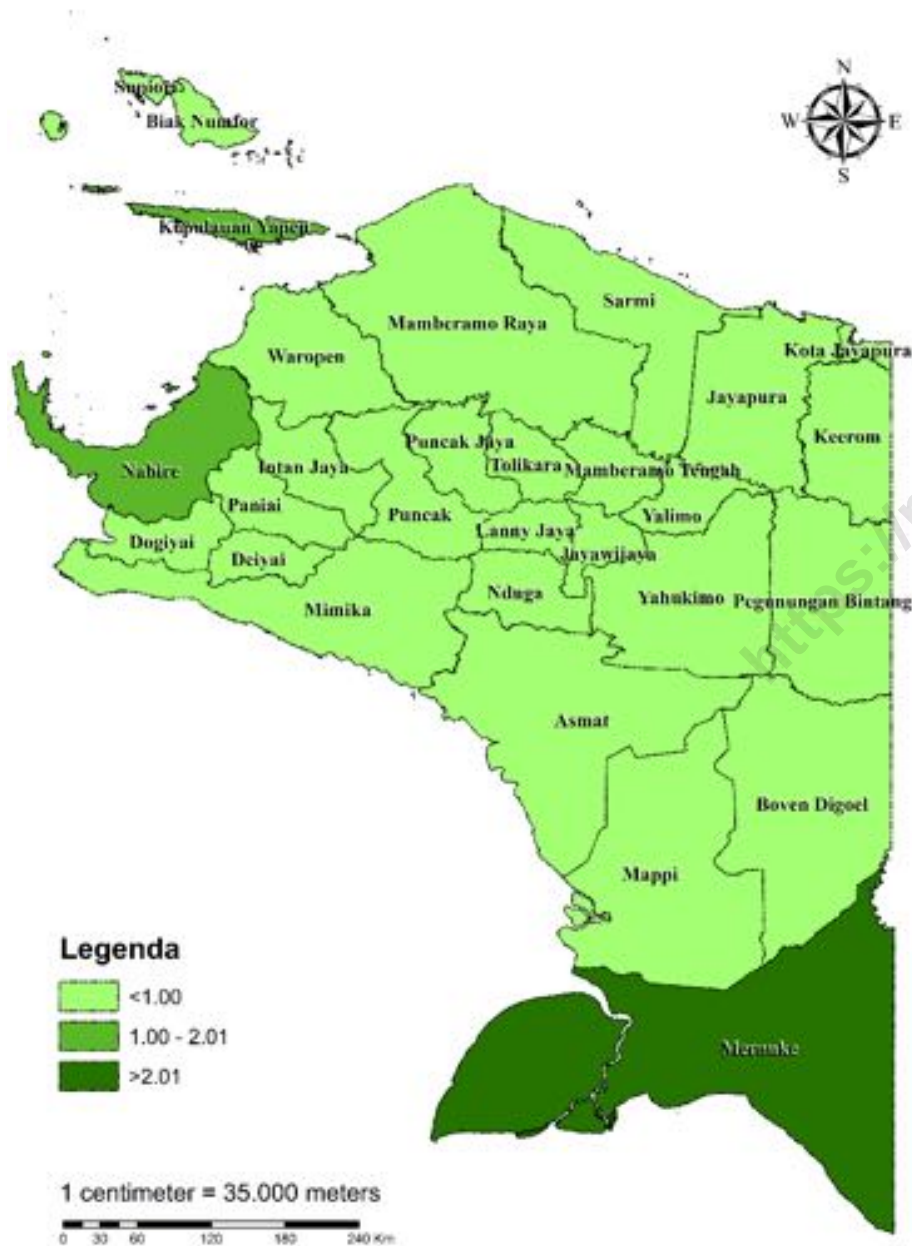 Supiori
N
Biak Numfor
W
E
S
Kepulauan Yapen
Sarmi
Mamberamo Raya
Kota Jayapura
Waropen
Jayapura
Keerom
Puncak Jaya
Intan Jaya
Tolikara
Mamberamo Tengah
Nabire
Paniai
Puncak
Yalimo
Lanny Jaya
Dogiyai
Jayawijaya
Deiyai
Nduga
Yahukimo
Pegunungan Bintang
Mimika
https://
Asmat
Boven Digoel
Mappi
Legenda
<1.00
1.00 - 2.01
>2.01
Merauke
1 centimeter = 35.000 meters
0 30 60 120 180 240 Km